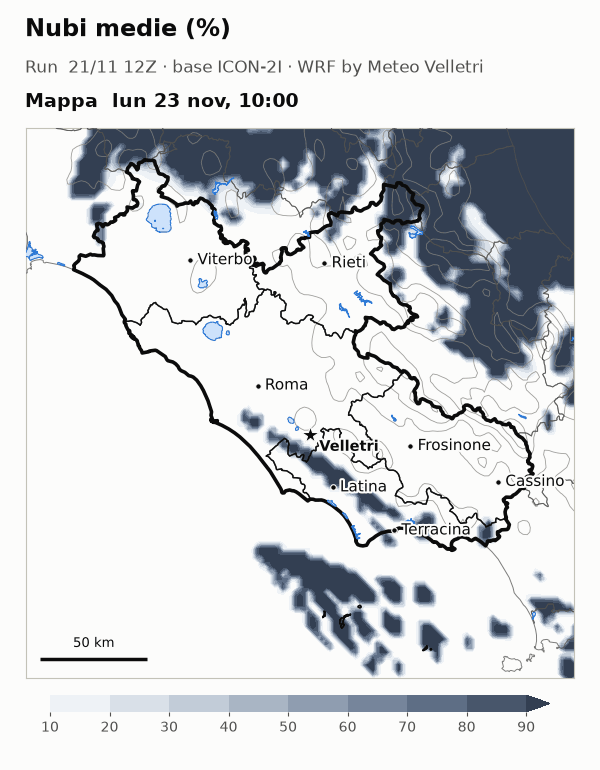 Nubi medie (%)
Run  21/11 12Z · base ICON-2I · WRF by Meteo Velletri
Mappa  lun 23 nov, 10:00
Viterbo
Rieti
Roma
Velletri
Frosinone
Latina
Cassino
Terracina
50 km
10 20 30 40 50 60 70 80 90